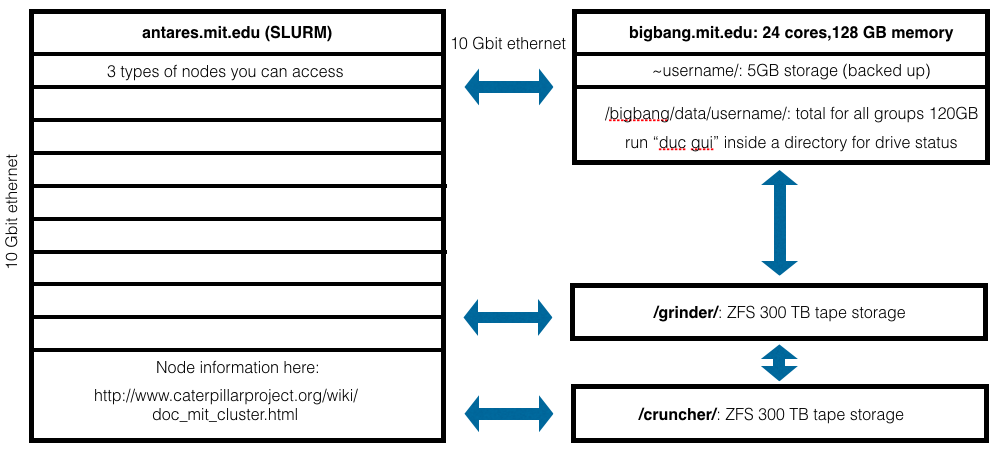 10 Gbit ethernet
antares.mit.edu (SLURM)
3 types of nodes you can access
Node information here:
http://www.caterpillarproject.org/wiki/
doc_mit_cluster.html
10 Gbit ethernet
bigbang.mit.edu: 24 cores,128 GB memory
~username/: 5GB storage (backed up)
/bigbang/data/username/: total for all groups 120GB
run “duc gui” inside a directory for drive status
/grinder/: ZFS 300 TB tape storage
/cruncher/: ZFS 300 TB tape storage